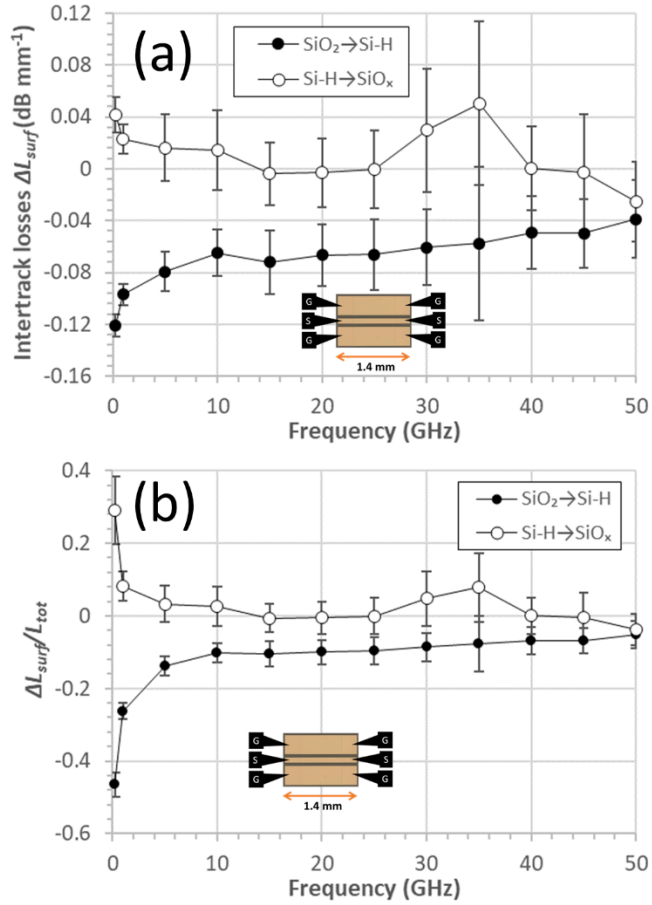 (a)
SiO₂→Si-H
Si-H→SiOₓ
Intertrack losses ΔL_surf (dB mm⁻¹)
0.12
0.08
0.04
0
-0.04
-0.08
-0.12
-0.16
G G
S S
G G
1.4 mm
0 10 20 30 40 50
Frequency (GHz)
(b)
SiO₂→Si-H
Si-H→SiOₓ
ΔL_surf/L_tot
0.4
0.2
0
-0.2
-0.4
-0.6
G G
S S
G G
1.4 mm
0 10 20 30 40 50
Frequency (GHz)